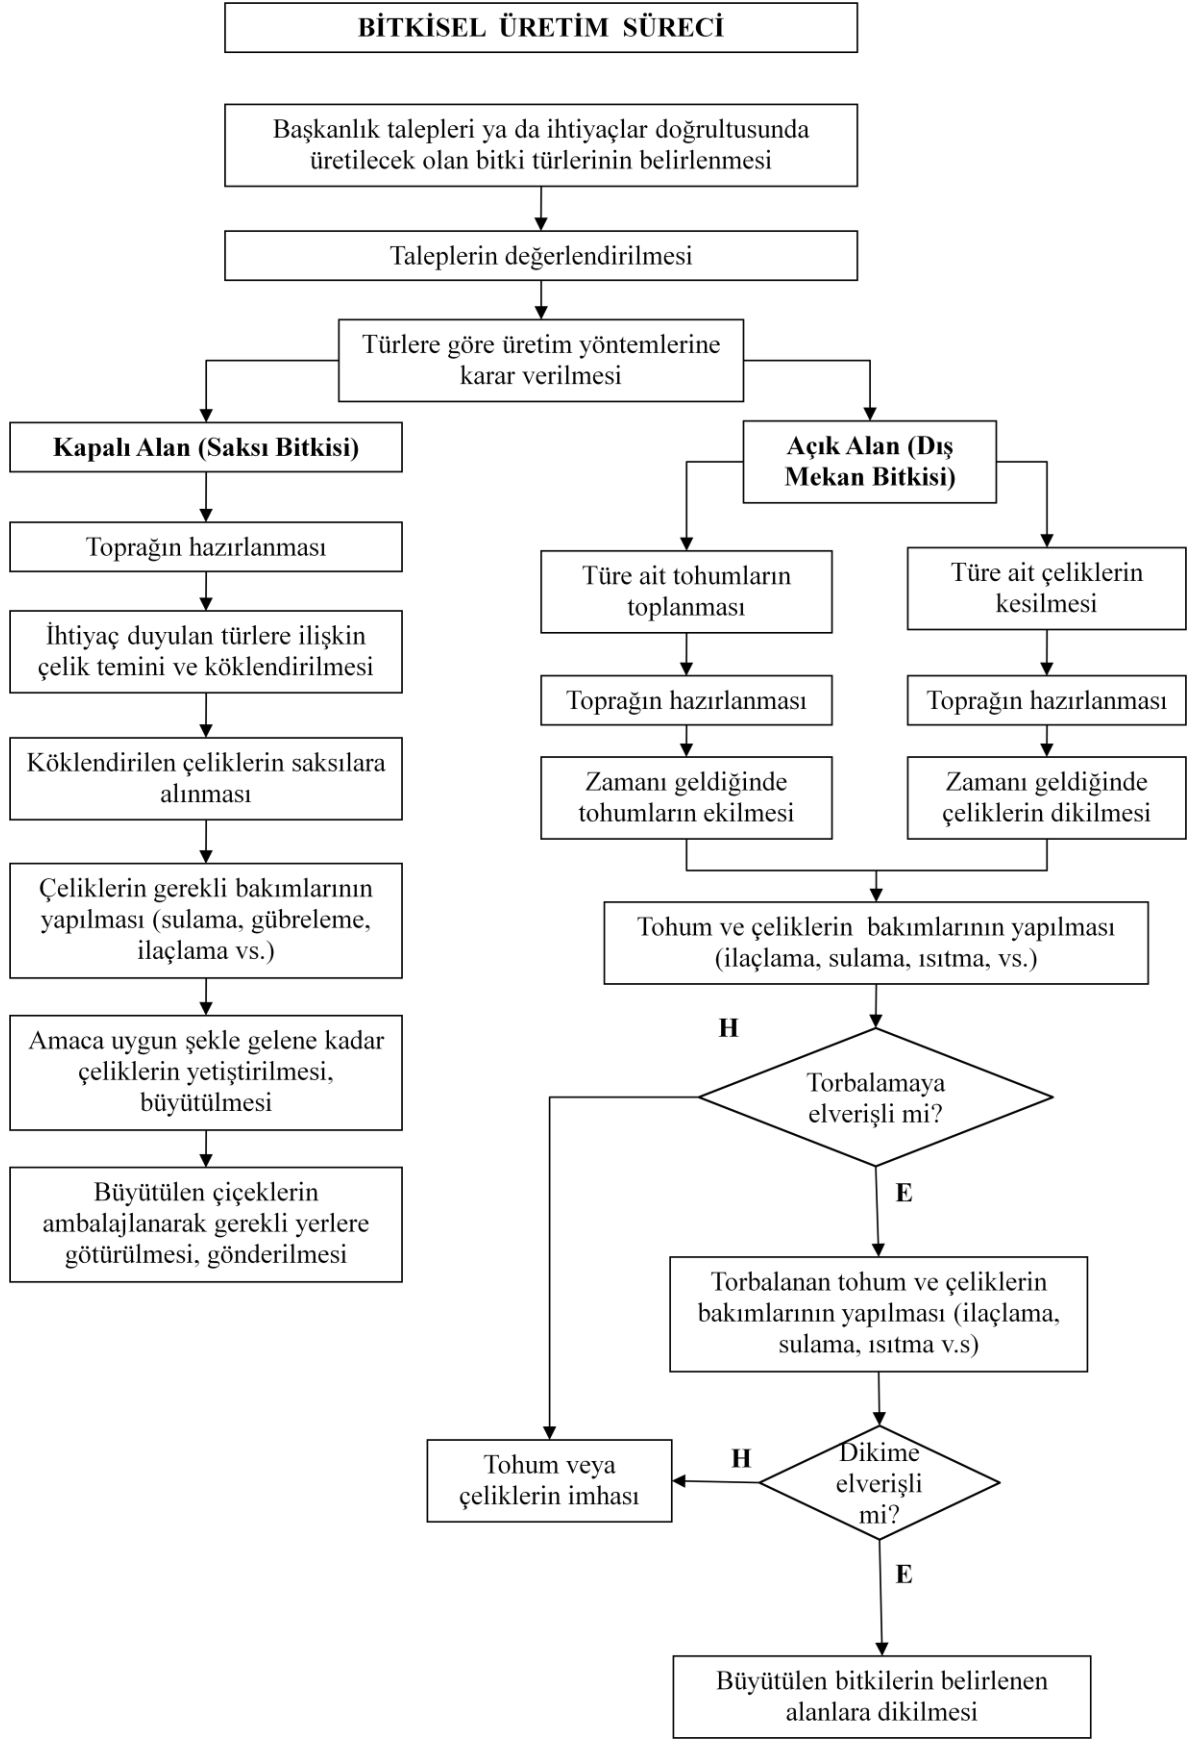 BİTKİSEL ÜRETİM SÜRECİ
Başkanlık talepleri ya da ihtiyaçlar doğrultusunda
üretilecek olan bitki türlerinin belirlenmesi
Taleplerin değerlendirilmesi
Türlere göre üretim yöntemlerine
karar verilmesi
Kapalı Alan (Saksı Bitkisi)
Toprağın hazırlanması
İhtiyaç duyulan türlere ilişkin
çelik temini ve köklendirilmesi
Köklendirilen çeliklerin saksılara
alınması
Çeliklerin gerekli bakımlarının
yapılması (sulama, gübreleme,
ilaçlama vs.)
Amaca uygun şekle gelene kadar
çeliklerin yetiştirilmesi,
büyütülmesi
Büyütülen çiçeklerin
ambalajlanarak gerekli yerlere
götürülmesi, gönderilmesi
Açık Alan (Dış
Mekan Bitkisi)
Türe ait tohumların
toplanması
Toprağın hazırlanması
Zamanı geldiğinde
tohumların ekilmesi
Türe ait çeliklerin
kesilmesi
Toprağın hazırlanması
Zamanı geldiğinde
çeliklerin dikilmesi
Tohum ve çeliklerin bakımlarının yapılması
(ilaçlama, sulama, ısıtma, vs.)
H
Torbalamaya
elverişli mi?
E
Torbalanan tohum ve çeliklerin
bakımlarının yapılması (ilaçlama,
sulama, ısıtma v.s)
Tohum veya
çeliklerin imhası
H
Dikime
elverişli
mi?
E
Büyütülen bitkilerin belirlenen
alanlara dikilmesi